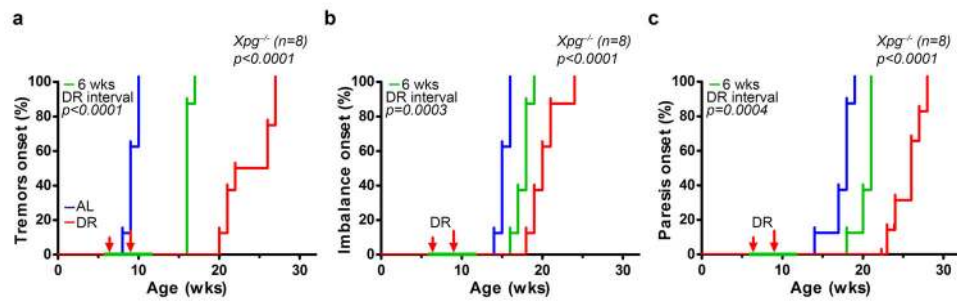 a
Xpg⁻/⁻ (n=8)
p<0.0001
Tremors onset (%)
100
80
60
40
20
0
6 wks
DR interval
p<0.0001
AL
DR
0 10 20 30
Age (wks)
b
Xpg⁻/⁻ (n=8)
p<0.0001
Imbalance onset (%)
100
80
60
40
20
0
6 wks
DR interval
p=0.0003
DR
0 10 20 30
Age (wks)
c
Xpg⁻/⁻ (n=8)
p<0.0001
Paresis onset (%)
100
80
60
40
20
0
6 wks
DR interval
p=0.0004
DR
0 10 20 30
Age (wks)